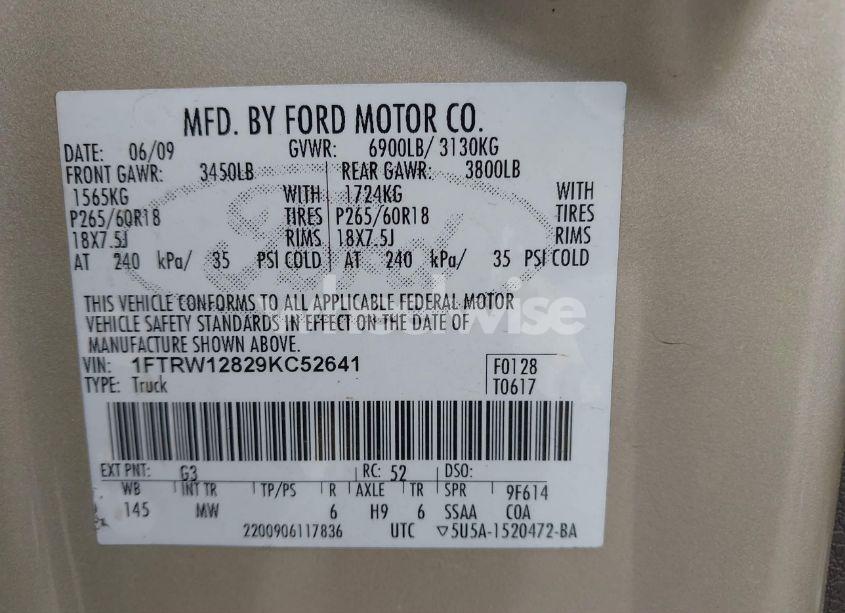 MFD. BY FORD MOTOR CO.
DATE: 06/09 GVWR: 6900LB/ 3130KG
FRONT GAWR: 3450LB REAR GAWR: 3800LB
1565KG WITH 1724KG WITH
P265/60R18 TIRES P265/60R18 TIRES
18X7.5J RIMS 18X7.5J RIMS
AT 240 kPa/ 35 PSI COLD AT 240 kPa/ 35 PSI COLD
THIS VEHICLE CONFORMS TO ALL APPLICABLE FEDERAL MOTOR
VEHICLE SAFETY STANDARDS IN EFFECT ON THE DATE OF
MANUFACTURE SHOWN ABOVE.
VIN: 1FTRW12829KC52641 F0128
TYPE: Truck T0617
EXT PNT: G3 RC: 52 DSO:
WB INT TR TP/PS R AXLE TR SPR 9F614
145 MW 6 H9 6 SSAA COA
2200906117836 UTC ▽5U5A-1520472-BA